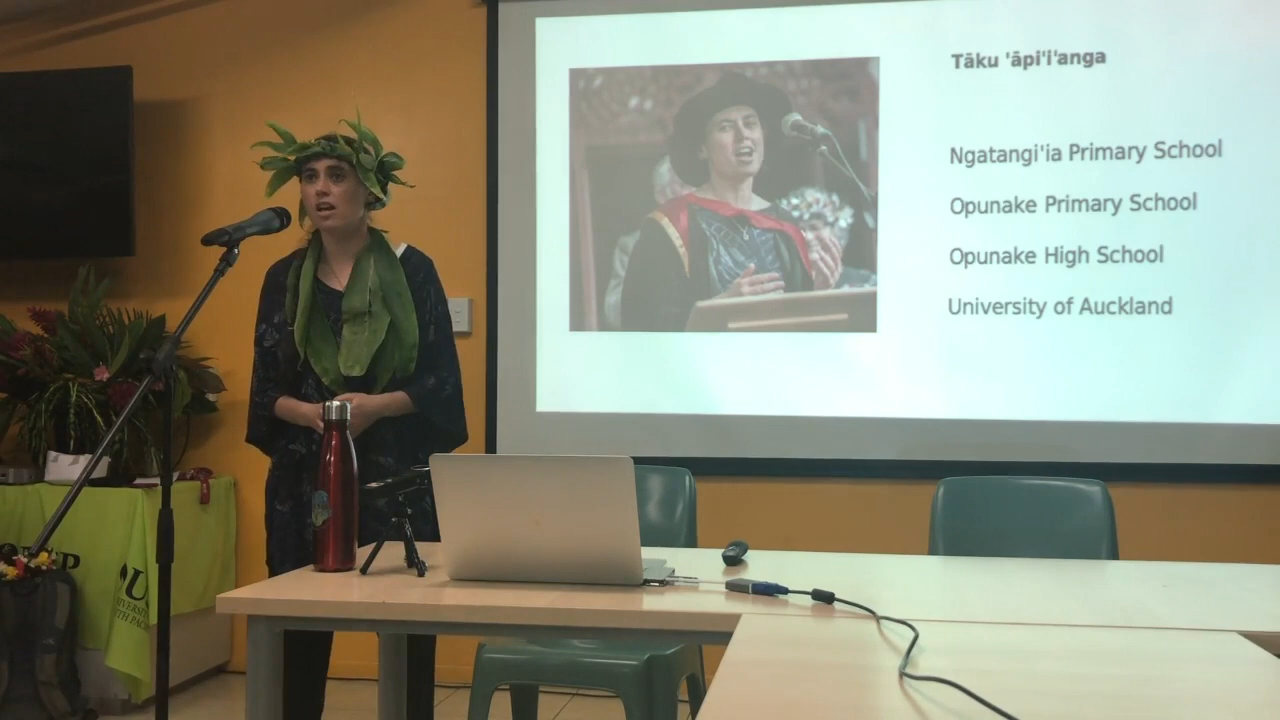 Tāku 'āpi'i'anga
Ngatangi'ia Primary School
Opunake Primary School
Opunake High School
University of Auckland